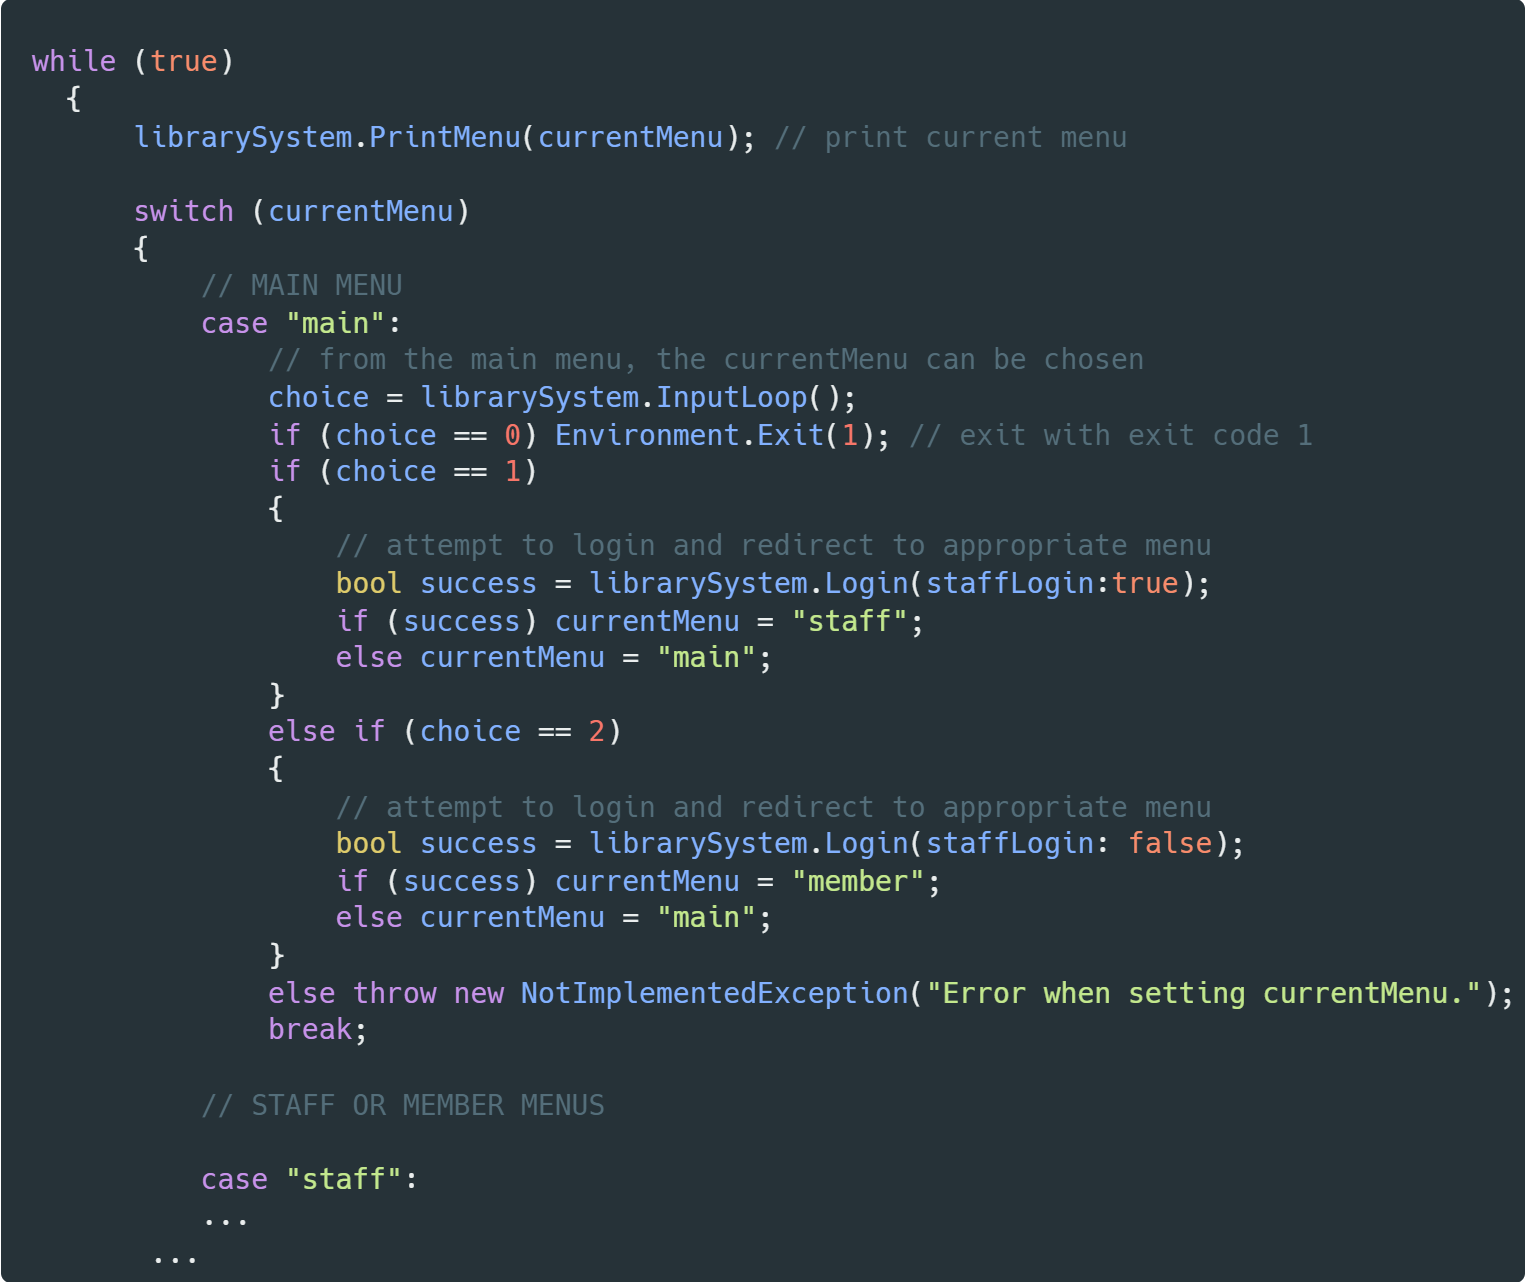 while (true)
  {
      librarySystem.PrintMenu(currentMenu); // print current menu

      switch (currentMenu)
      {
          // MAIN MENU
          case "main":
              // from the main menu, the currentMenu can be chosen
              choice = librarySystem.InputLoop();
              if (choice == 0) Environment.Exit(1); // exit with exit code 1
              if (choice == 1)
              {
                  // attempt to login and redirect to appropriate menu
                  bool success = librarySystem.Login(staffLogin:true);
                  if (success) currentMenu = "staff";
                  else currentMenu = "main";
              }
              else if (choice == 2)
              {
                  // attempt to login and redirect to appropriate menu
                  bool success = librarySystem.Login(staffLogin: false);
                  if (success) currentMenu = "member";
                  else currentMenu = "main";
              }
              else throw new NotImplementedException("Error when setting currentMenu.");
              break;

          // STAFF OR MEMBER MENUS

          case "staff":
          ...
       ...